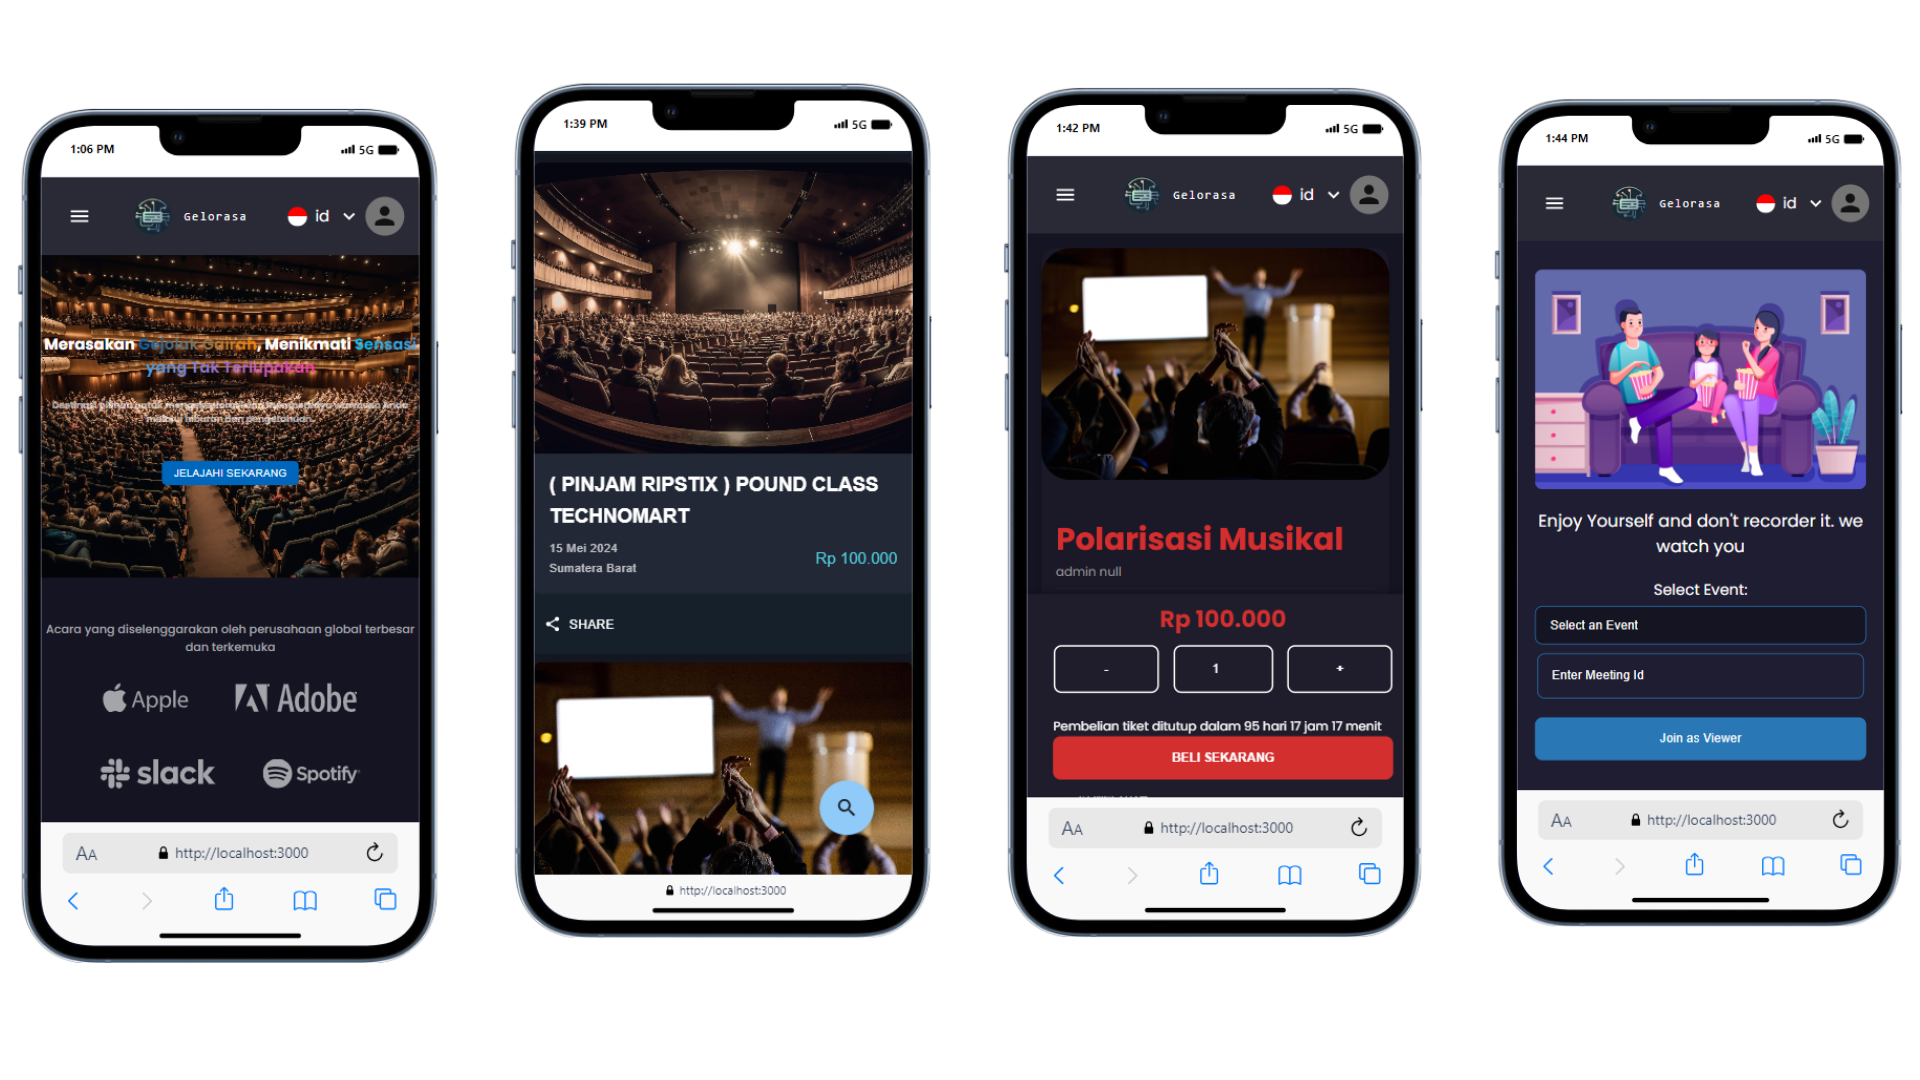 1:06 PM
5G
Gelorasa
id
Merasakan Gejolak Gairah, Menikmati Sensasi
yang Tak Terlupakan
Destinasi pilihan untuk
hiburan dan pengetahuan.
JELAJAHI SEKARANG
Acara yang diselenggarakan oleh perusahaan global terbesar
dan terkemuka
Apple
Adobe
slack
Spotify
AA
http://localhost:3000
1:39 PM
5G
( PINJAM RIPSTIX ) POUND CLASS
TECHNOMART
15 Mei 2024
Sumatera Barat
Rp 100.000
SHARE
http://localhost:3000
1:42 PM
5G
Gelorasa
id
Polarisasi Musikal
admin null
Rp 100.000
-
1
+
Pembelian tiket ditutup dalam 95 hari 17 jam 17 menit
BELI SEKARANG
AA
http://localhost:3000
1:44 PM
5G
Gelorasa
id
Enjoy Yourself and don't recorder it. we
watch you
Select Event:
Select an Event
Enter Meeting Id
Join as Viewer
AA
http://localhost:3000